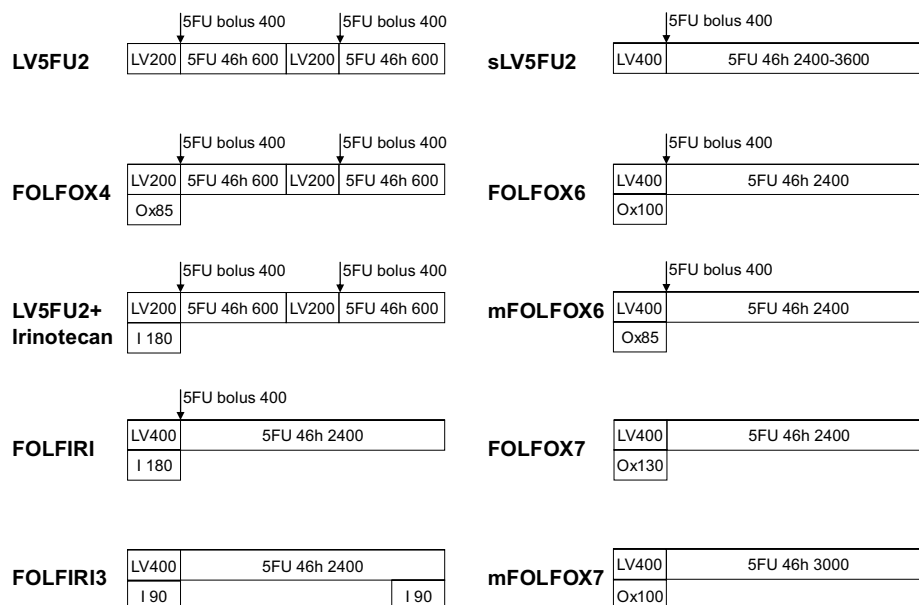 5FU bolus 400 5FU bolus 400 5FU bolus 400
LV5FU2 LV200 5FU 46h 600 LV200 5FU 46h 600 sLV5FU2 LV400 5FU 46h 2400-3600
5FU bolus 400 5FU bolus 400 5FU bolus 400
FOLFOX4 LV200 5FU 46h 600 LV200 5FU 46h 600 FOLFOX6 LV400 5FU 46h 2400
Ox85 Ox100
5FU bolus 400 5FU bolus 400 5FU bolus 400
LV5FU2+ LV200 5FU 46h 600 LV200 5FU 46h 600 mFOLFOX6 LV400 5FU 46h 2400
Irinotecan I 180 Ox85
5FU bolus 400
FOLFIRI LV400 5FU 46h 2400 FOLFOX7 LV400 5FU 46h 2400
I 180 Ox130
FOLFIRI3 LV400 5FU 46h 2400 mFOLFOX7 LV400 5FU 46h 3000
I 90 I 90 Ox100